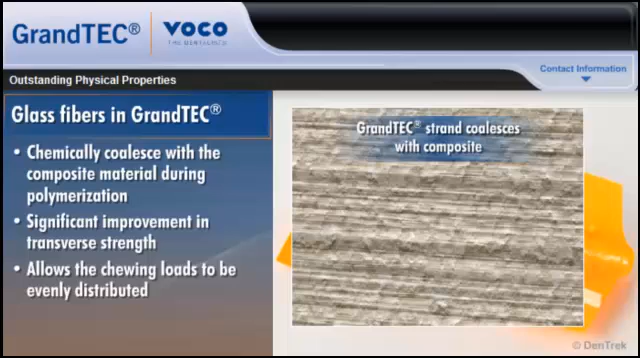 GrandTEC® VOCO
THE DENTALISTS
Contact Information
Outstanding Physical Properties
Glass fibers in GrandTEC®
• Chemically coalesce with the
composite material during
polymerization
• Significant improvement in
transverse strength
• Allows the chewing loads to be
evenly distributed
GrandTEC® strand coalesces
with composite
© DenTrek